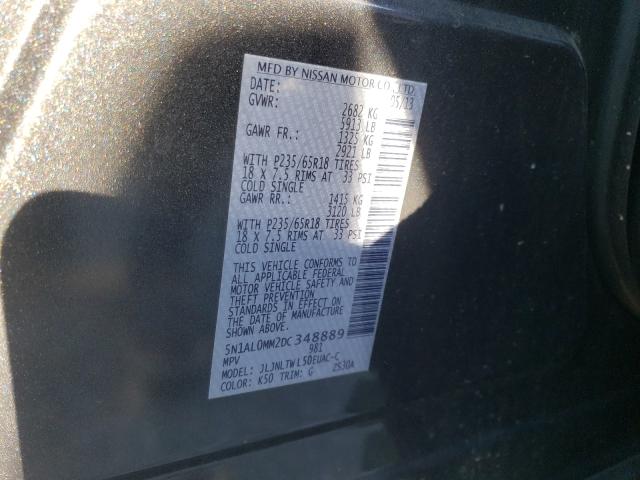 MFD BY NISSAN MOTOR CO.,LTD.
DATE: 05/13
GVWR: 2682 KG
5913 LB
GAWR FR.: 1325 KG
2921 LB
WITH P235/65R18 TIRES
18 X 7.5 RIMS AT 33 PSI
COLD SINGLE
GAWR RR.: 1415 KG
3120 LB
WITH P235/65R18 TIRES
18 X 7.5 RIMS AT 33 PSI
COLD SINGLE
THIS VEHICLE CONFORMS TO
ALL APPLICABLE FEDERAL
MOTOR VEHICLE SAFETY AND
THEFT PREVENTION
STANDARDS IN EFFECT ON
THE DATE OF MANUFACTURE
SHOWN ABOVE.
5N1AL0MM2DC348889
MPV 981
MODEL: JLJNLTWL50EUAC-C
COLOR: K50 TRIM: G 2S30A